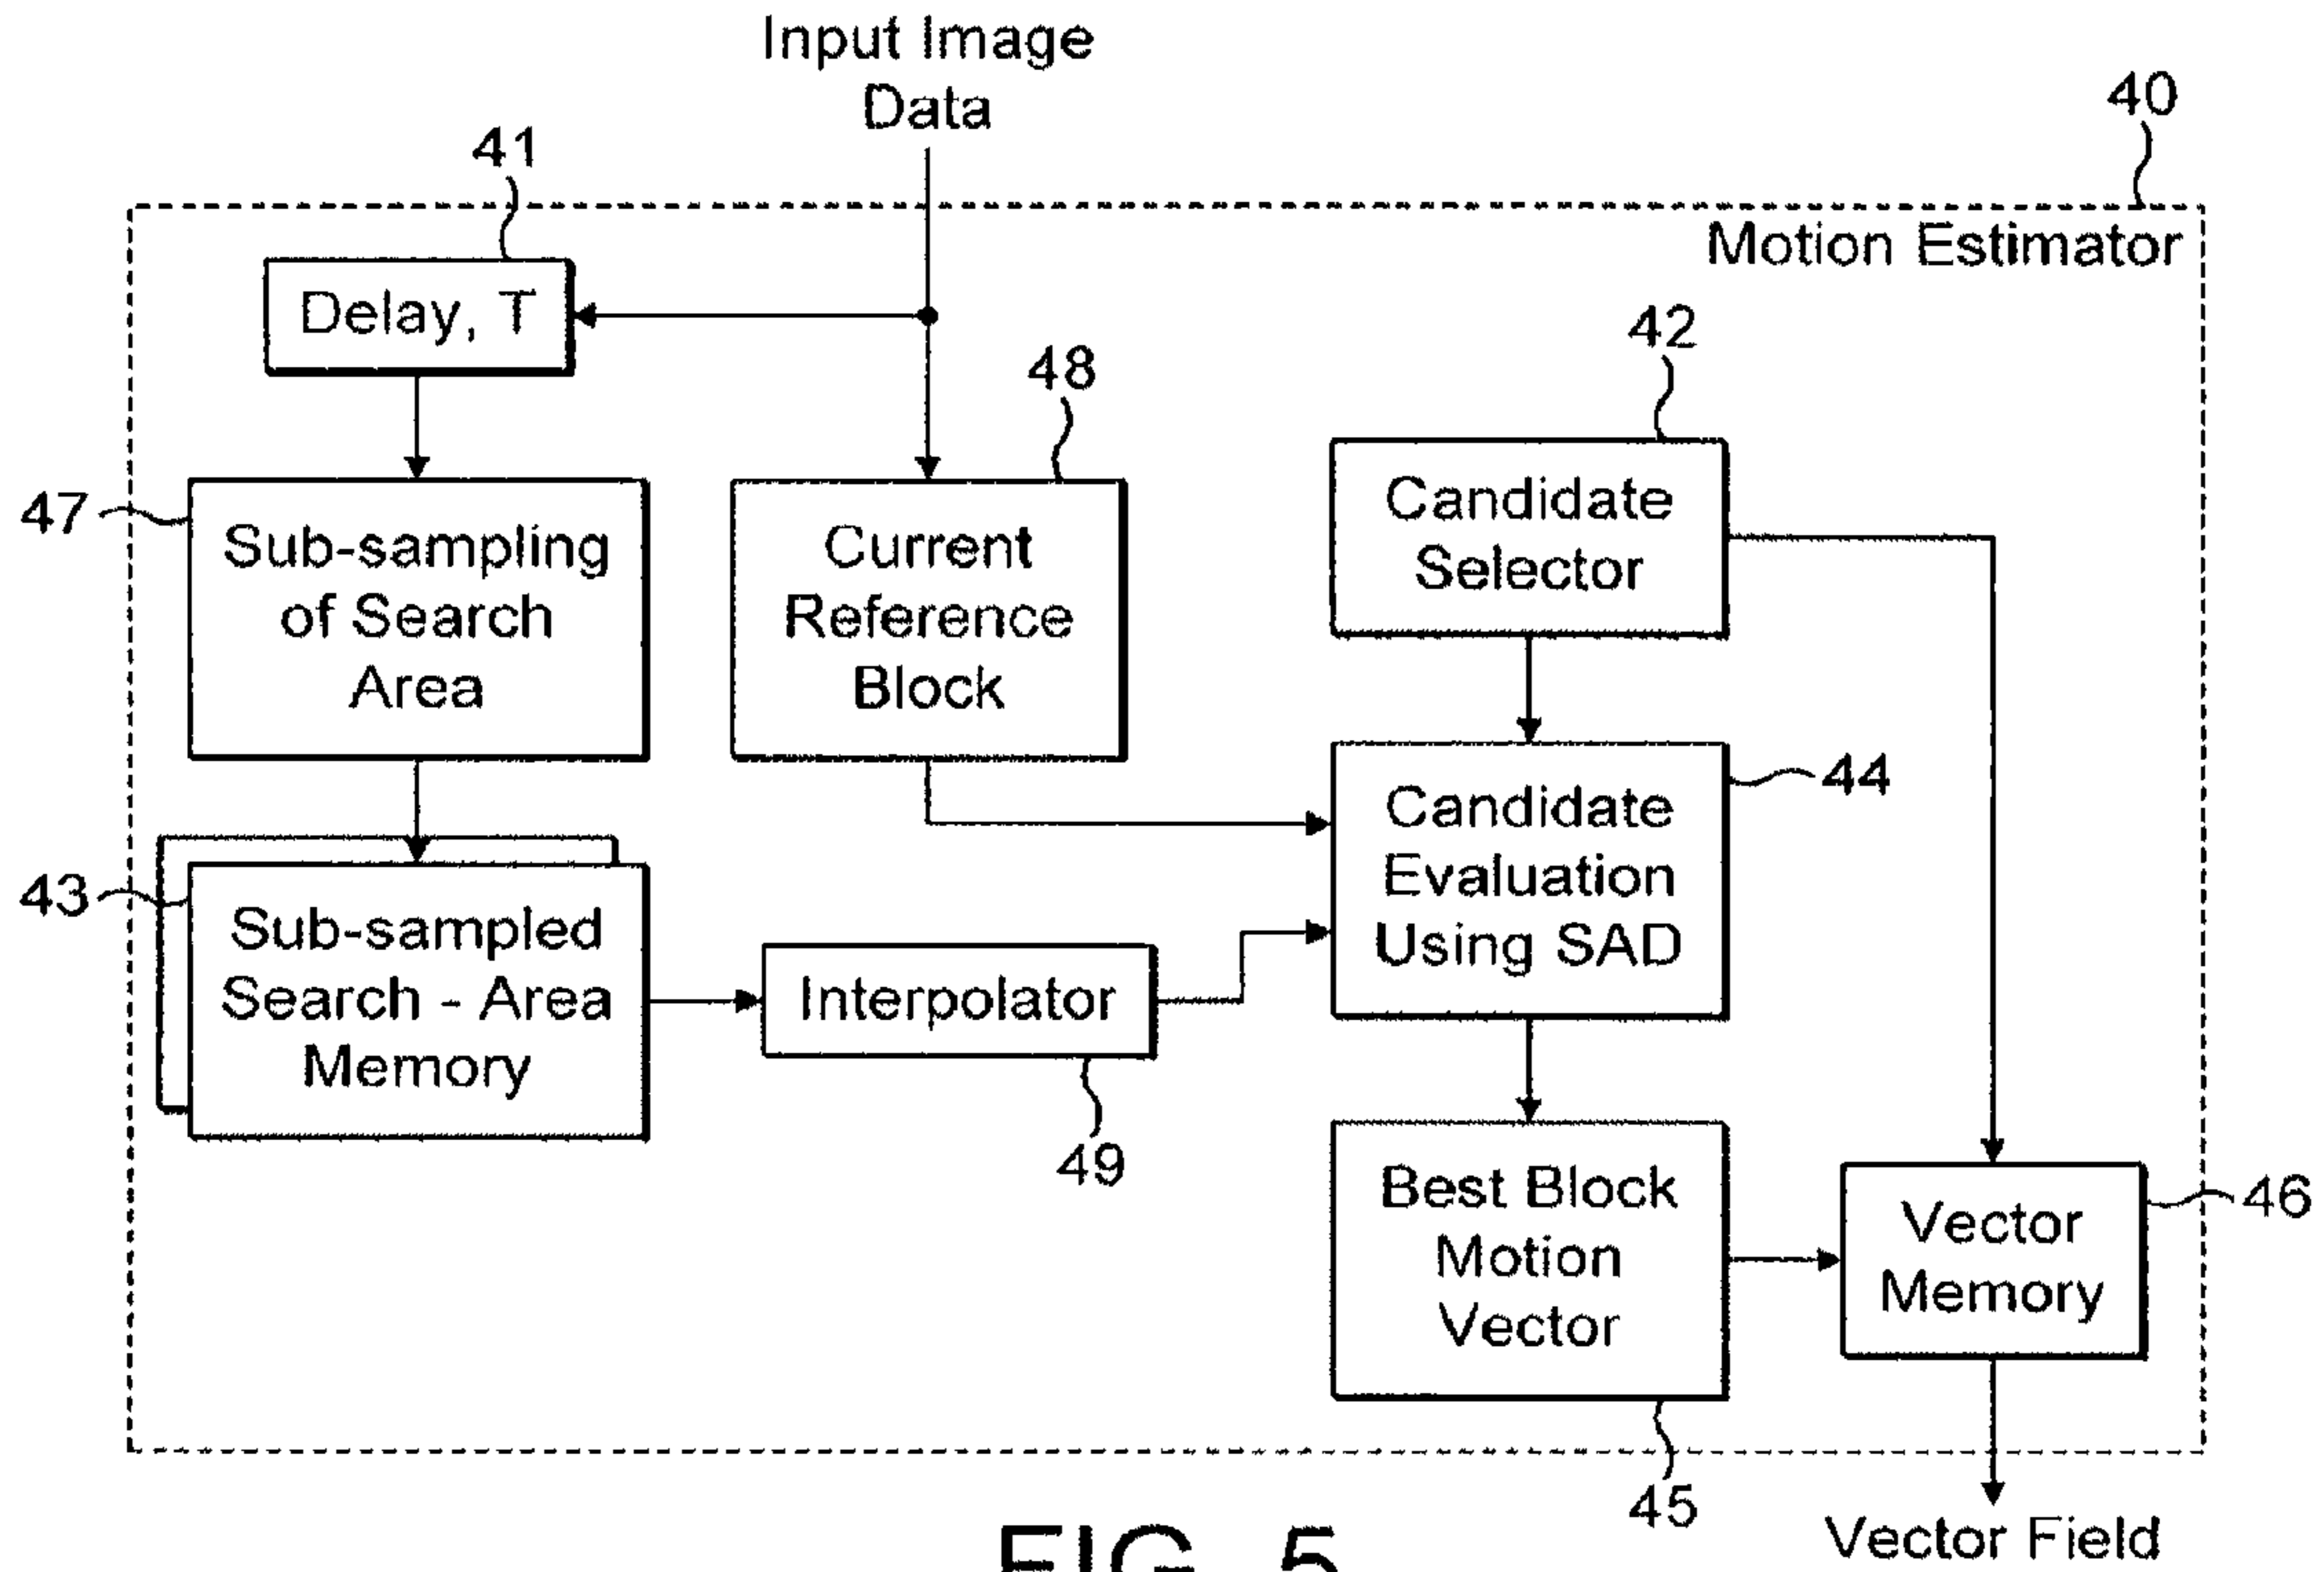 Input Image
Data
40
41
Motion Estimator
Delay, T
42
48
47
Sub-sampling
of Search
Area
Current
Reference
Block
Candidate
Selector
44
Candidate
Evaluation
Using SAD
43
Sub-sampled
Search - Area
Memory
Interpolator
49
Best Block
Motion
Vector
46
Vector
Memory
45
Vector Field
FIG. 5